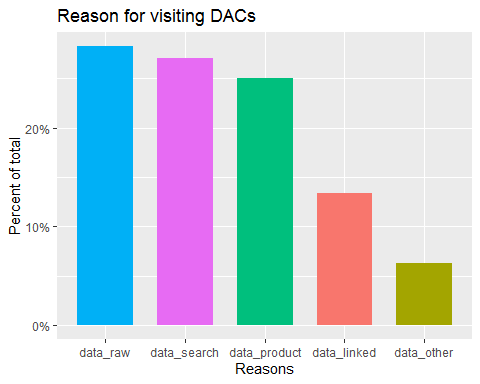 Reason for visiting DACs
Percent of total
20%
10%
0%
data_raw data_search data_product data_linked data_other
Reasons